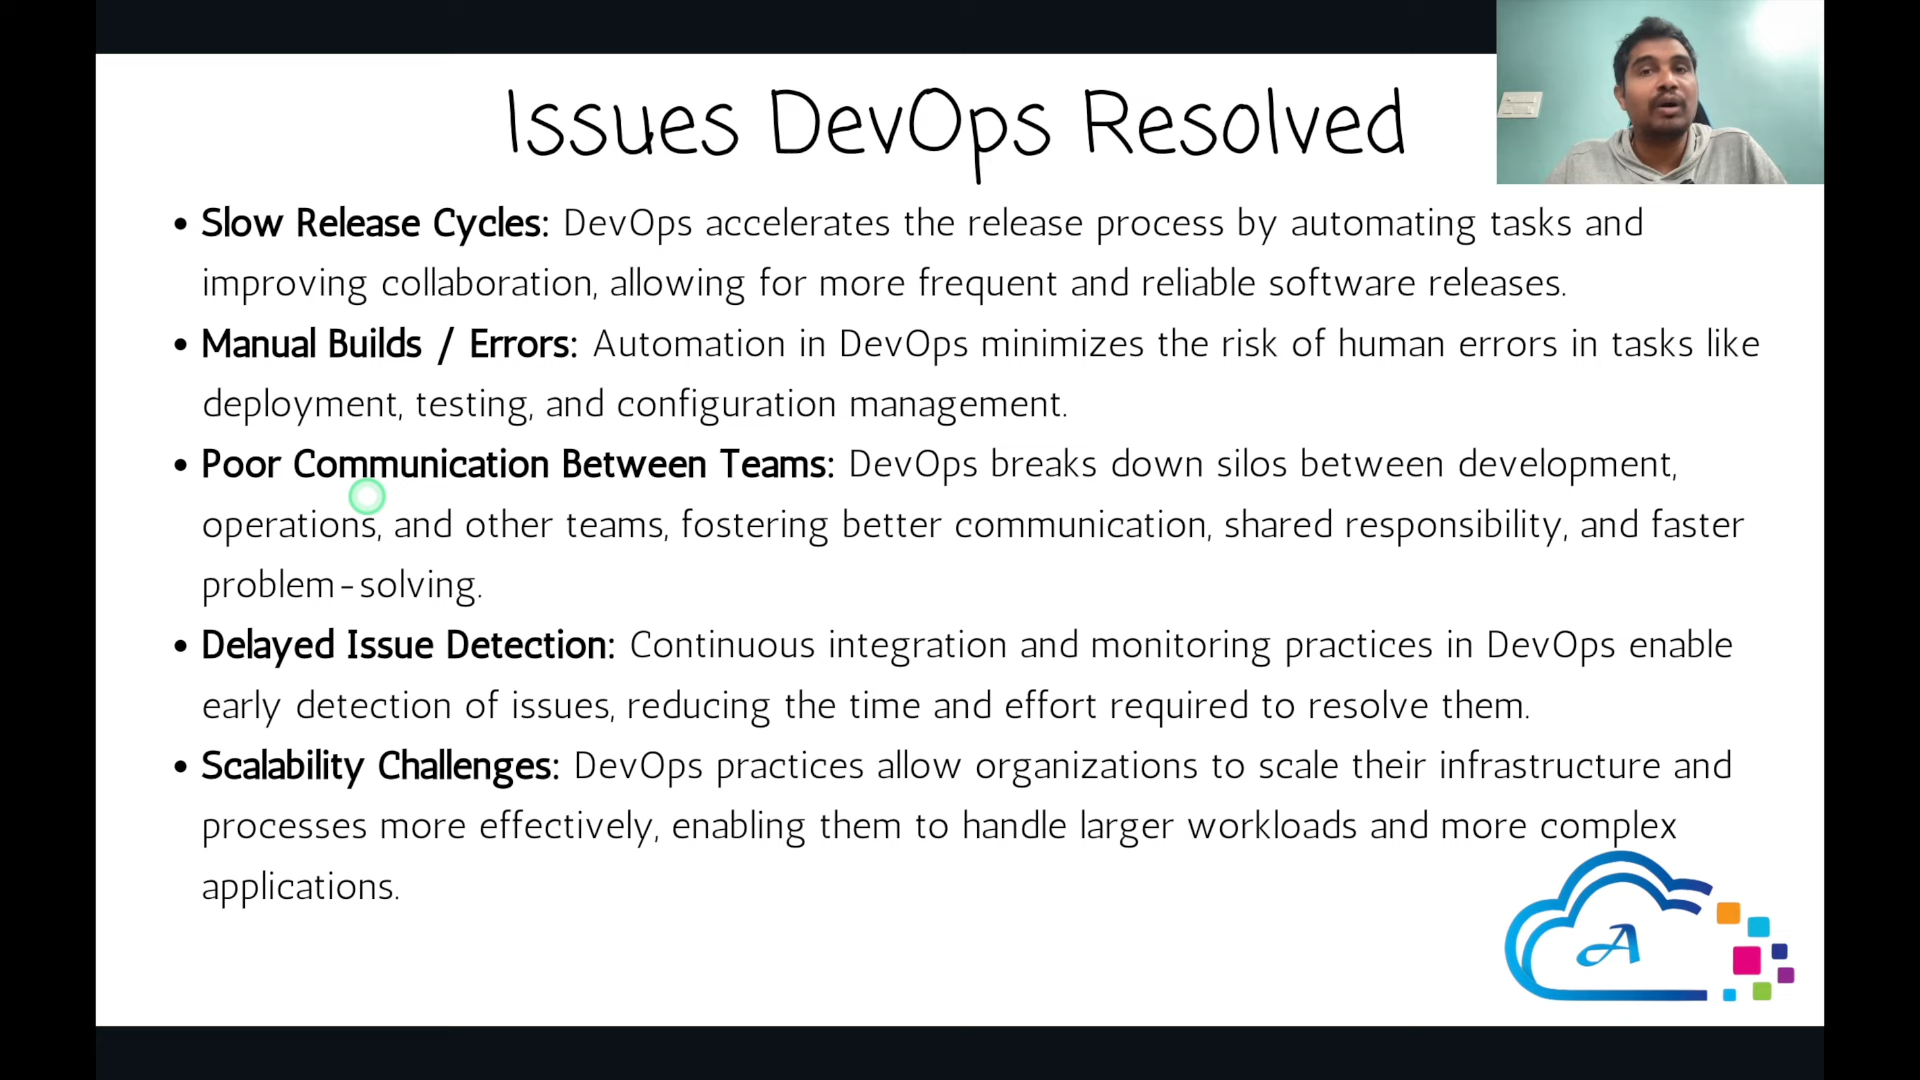 Issues DevOps Resolved
• Slow Release Cycles: DevOps accelerates the release process by automating tasks and
improving collaboration, allowing for more frequent and reliable software releases.
• Manual Builds / Errors: Automation in DevOps minimizes the risk of human errors in tasks like
deployment, testing, and configuration management.
• Poor Communication Between Teams: DevOps breaks down silos between development,
operations, and other teams, fostering better communication, shared responsibility, and faster
problem-solving.
• Delayed Issue Detection: Continuous integration and monitoring practices in DevOps enable
early detection of issues, reducing the time and effort required to resolve them.
• Scalability Challenges: DevOps practices allow organizations to scale their infrastructure and
processes more effectively, enabling them to handle larger workloads and more complex
applications.
A